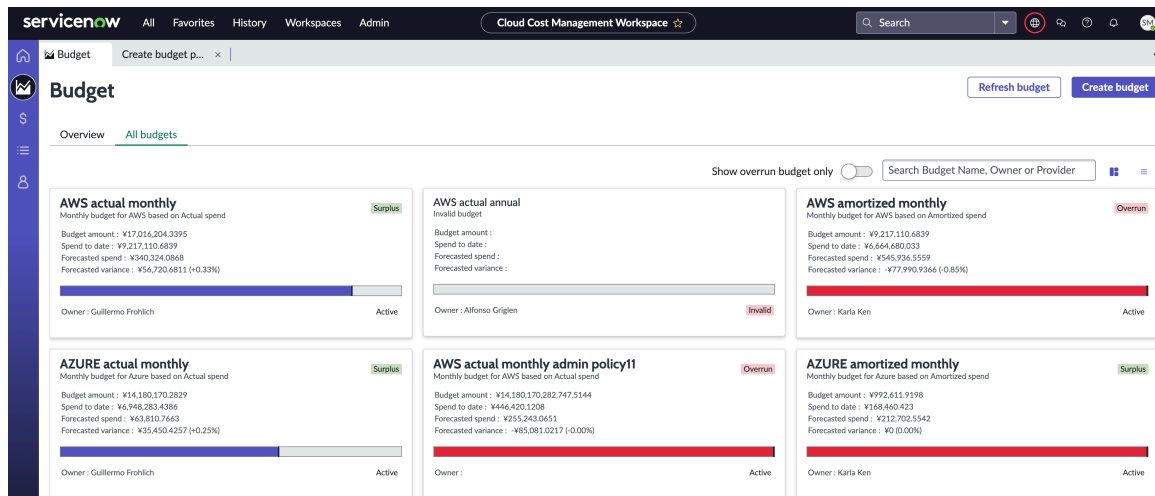 servicenow All Favorites History Workspaces Admin Cloud Cost Management Workspace Search SM
Budget Create budget p...
Budget Refresh budget Create budget
Overview All budgets
Show overrun budget only Search Budget Name, Owner or Provider
AWS actual monthly Surplus
Monthly budget for AWS based on Actual spend
Budget amount : ¥17,016,204.3395
Spend to date : ¥9,217,110.6839
Forecasted spend : ¥340,324.0868
Forecasted variance : ¥56,720.6811 (+0.33%)
Owner : Guillermo Frohlich Active
AWS actual annual
Invalid budget
Budget amount :
Spend to date :
Forecasted spend :
Forecasted variance :
Owner : Alfonso Griglen Invalid
AWS amortized monthly Overrun
Monthly budget for AWS based on Amortized spend
Budget amount : ¥9,217,110.6839
Spend to date : ¥6,664,680.033
Forecasted spend : ¥545,936.5559
Forecasted variance : -¥77,990.9366 (-0.85%)
Owner : Karla Ken Active
AZURE actual monthly Surplus
Monthly budget for Azure based on Actual spend
Budget amount : ¥14,180,170.2829
Spend to date : ¥6,948,283.4386
Forecasted spend : ¥63,810.7663
Forecasted variance : ¥35,450.4257 (+0.25%)
Owner : Guillermo Frohlich Active
AWS actual monthly admin policy11 Overrun
Monthly budget for AWS based on Actual spend
Budget amount : ¥14,180,170,282,747.5144
Spend to date : ¥446,420.1208
Forecasted spend : ¥255,243.0651
Forecasted variance : -¥85,081.0217 (-0.00%)
Owner : Active
AZURE amortized monthly Surplus
Monthly budget for Azure based on Amortized spend
Budget amount : ¥992,611.9198
Spend to date : ¥168,460.423
Forecasted spend : ¥212,702.5542
Forecasted variance : ¥0 (0.00%)
Owner : Karla Ken Active